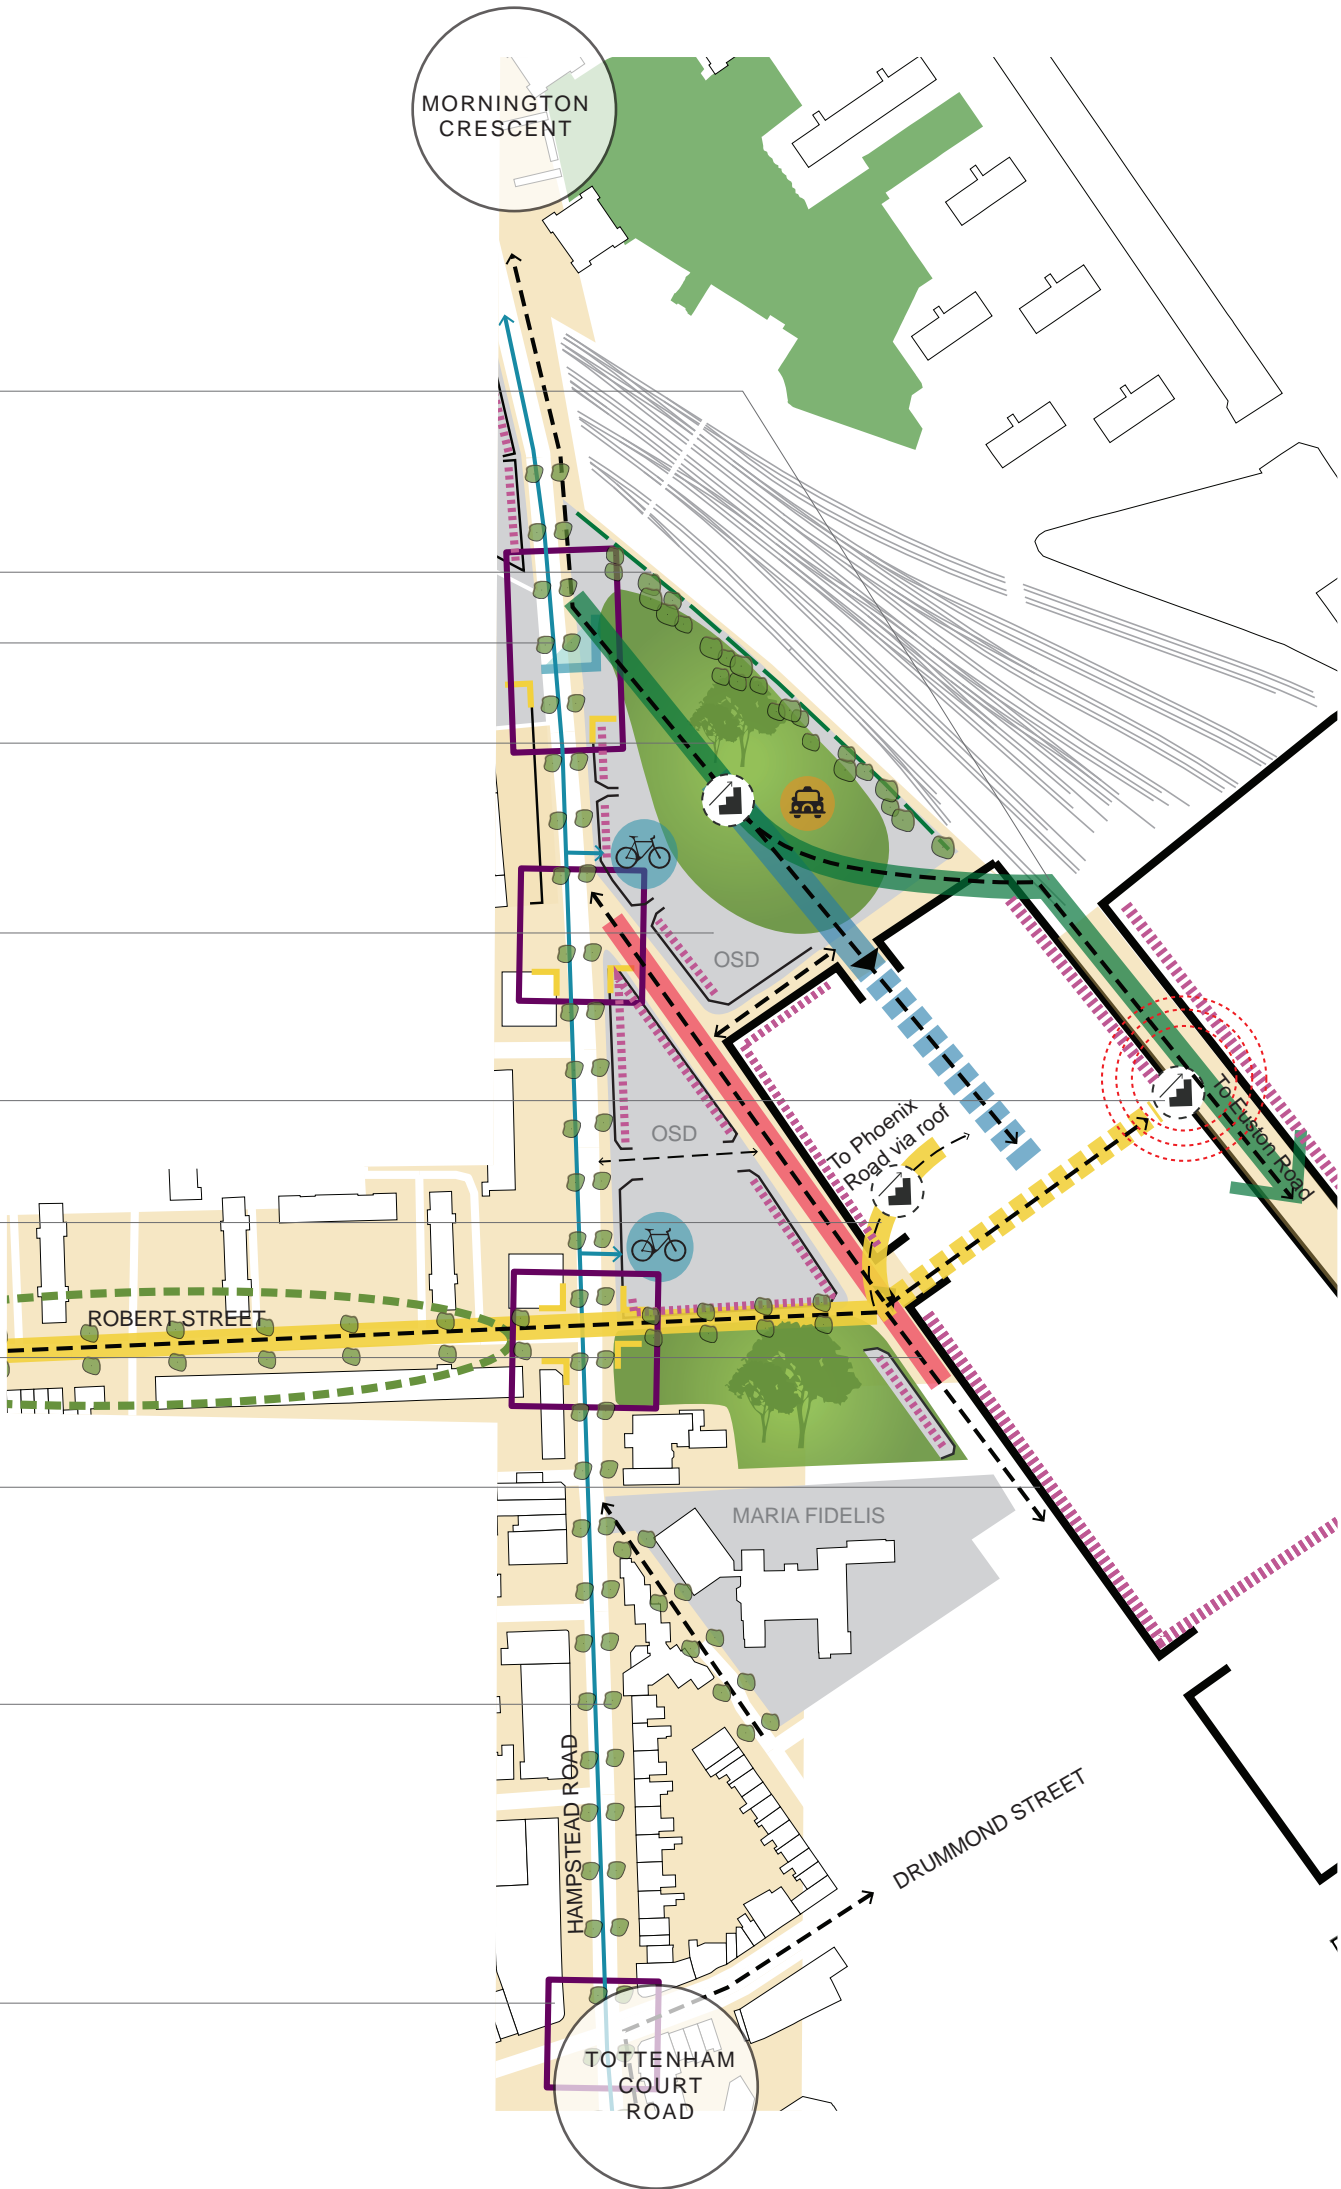 MORNINGTON
CRESCENT
OSD
To Phoenix
Road via roof
To Euston Road
OSD
ROBERT STREET
MARIA FIDELIS
HAMPSTEAD ROAD
DRUMMOND STREET
TOTTENHAM
COURT
ROAD